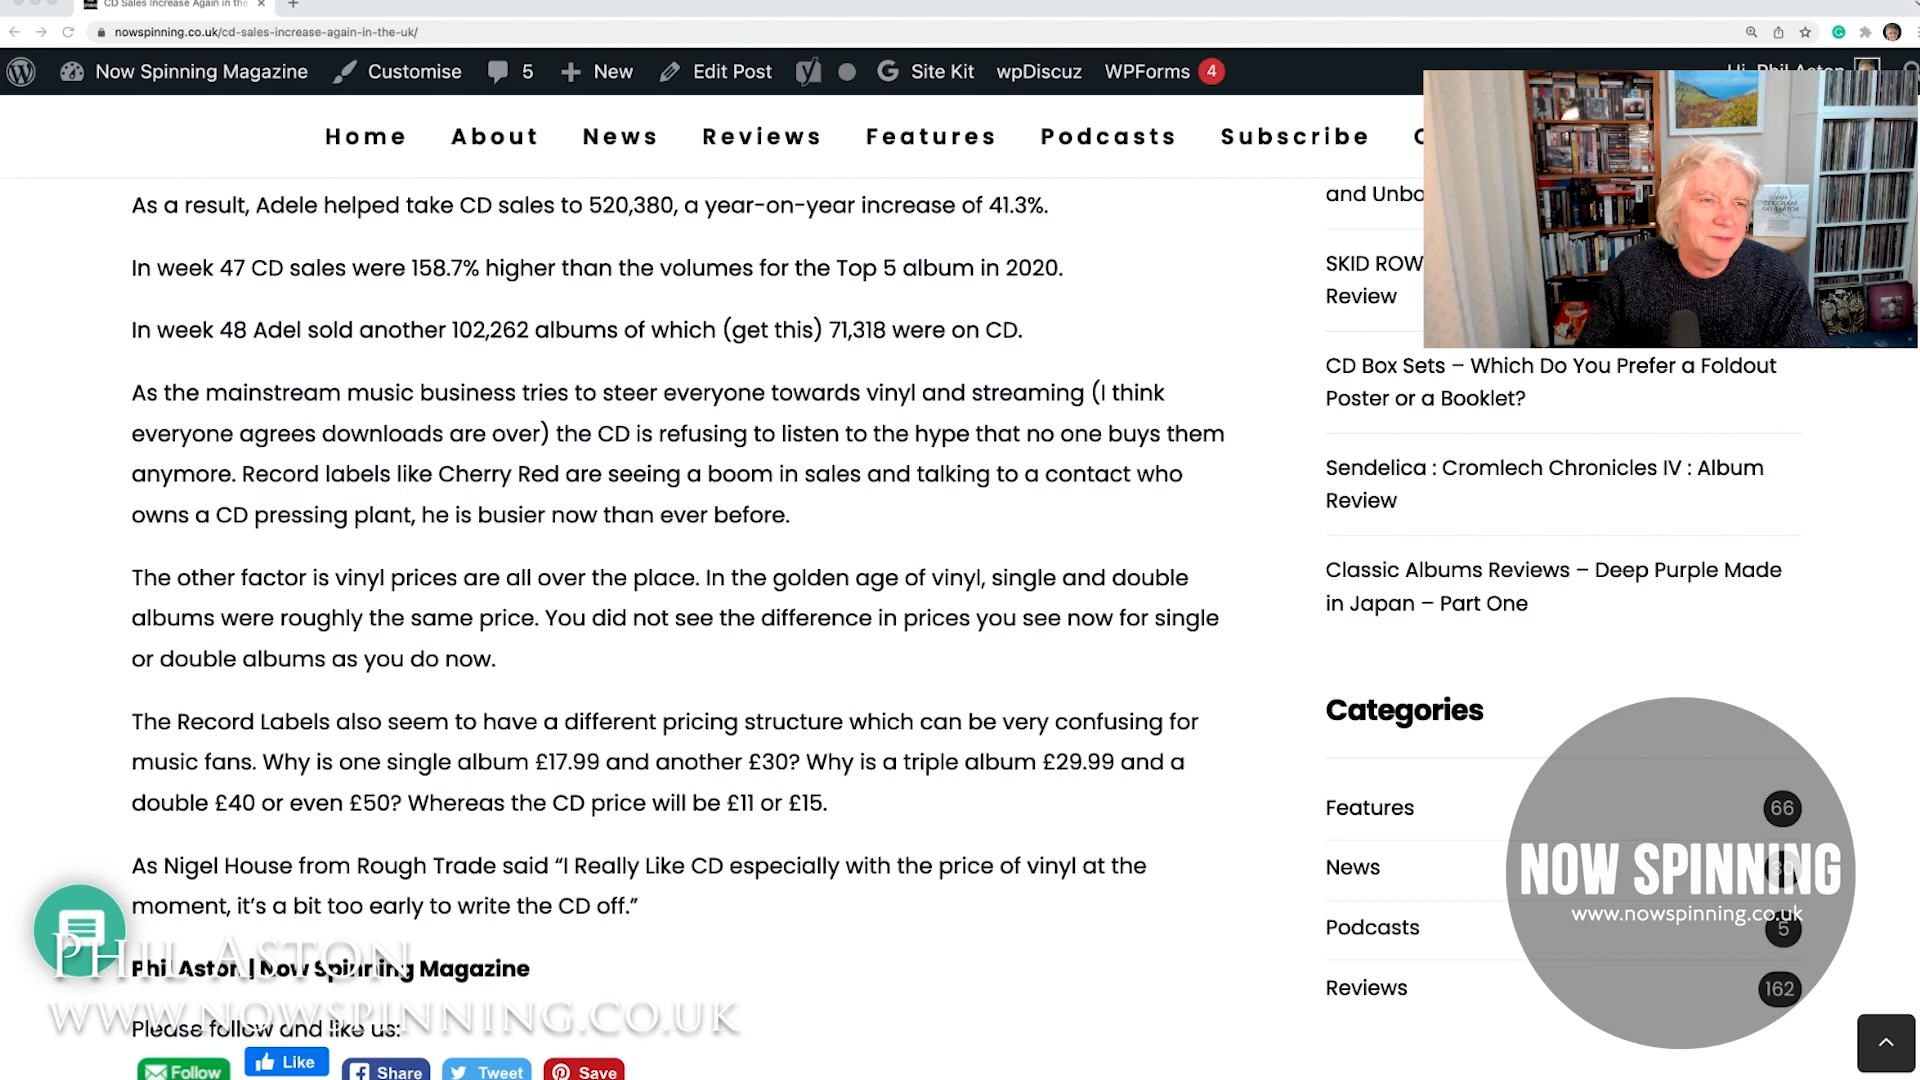 CD Sales Increase Again in the
nowspinning.co.uk/cd-sales-increase-again-in-the-uk/
Now Spinning Magazine Customise 5 New Edit Post Site Kit wpDiscuz WPForms 4 Hi, Phil Aston
Home About News Reviews Features Podcasts Subscribe
As a result, Adele helped take CD sales to 520,380, a year-on-year increase of 41.3%.
In week 47 CD sales were 158.7% higher than the volumes for the Top 5 album in 2020.
In week 48 Adel sold another 102,262 albums of which (get this) 71,318 were on CD.
As the mainstream music business tries to steer everyone towards vinyl and streaming (I think
everyone agrees downloads are over) the CD is refusing to listen to the hype that no one buys them
anymore. Record labels like Cherry Red are seeing a boom in sales and talking to a contact who
owns a CD pressing plant, he is busier now than ever before.
The other factor is vinyl prices are all over the place. In the golden age of vinyl, single and double
albums were roughly the same price. You did not see the difference in prices you see now for single
or double albums as you do now.
The Record Labels also seem to have a different pricing structure which can be very confusing for
music fans. Why is one single album £17.99 and another £30? Why is a triple album £29.99 and a
double £40 or even £50? Whereas the CD price will be £11 or £15.
As Nigel House from Rough Trade said “I Really Like CD especially with the price of vinyl at the
moment, it’s a bit too early to write the CD off.”
Phil Aston | Now Spinning Magazine
Please follow and like us:
Follow Like Share Tweet Save
PHIL ASTON
WWW.NOWSPINNING.CO.UK
and Unbo
SKID ROW
Review
CD Box Sets – Which Do You Prefer a Foldout
Poster or a Booklet?
Sendelica : Cromlech Chronicles IV : Album
Review
Classic Albums Reviews – Deep Purple Made
in Japan – Part One
Categories
Features 66
News
Podcasts 5
Reviews 162
NOW SPINNING
www.nowspinning.co.uk